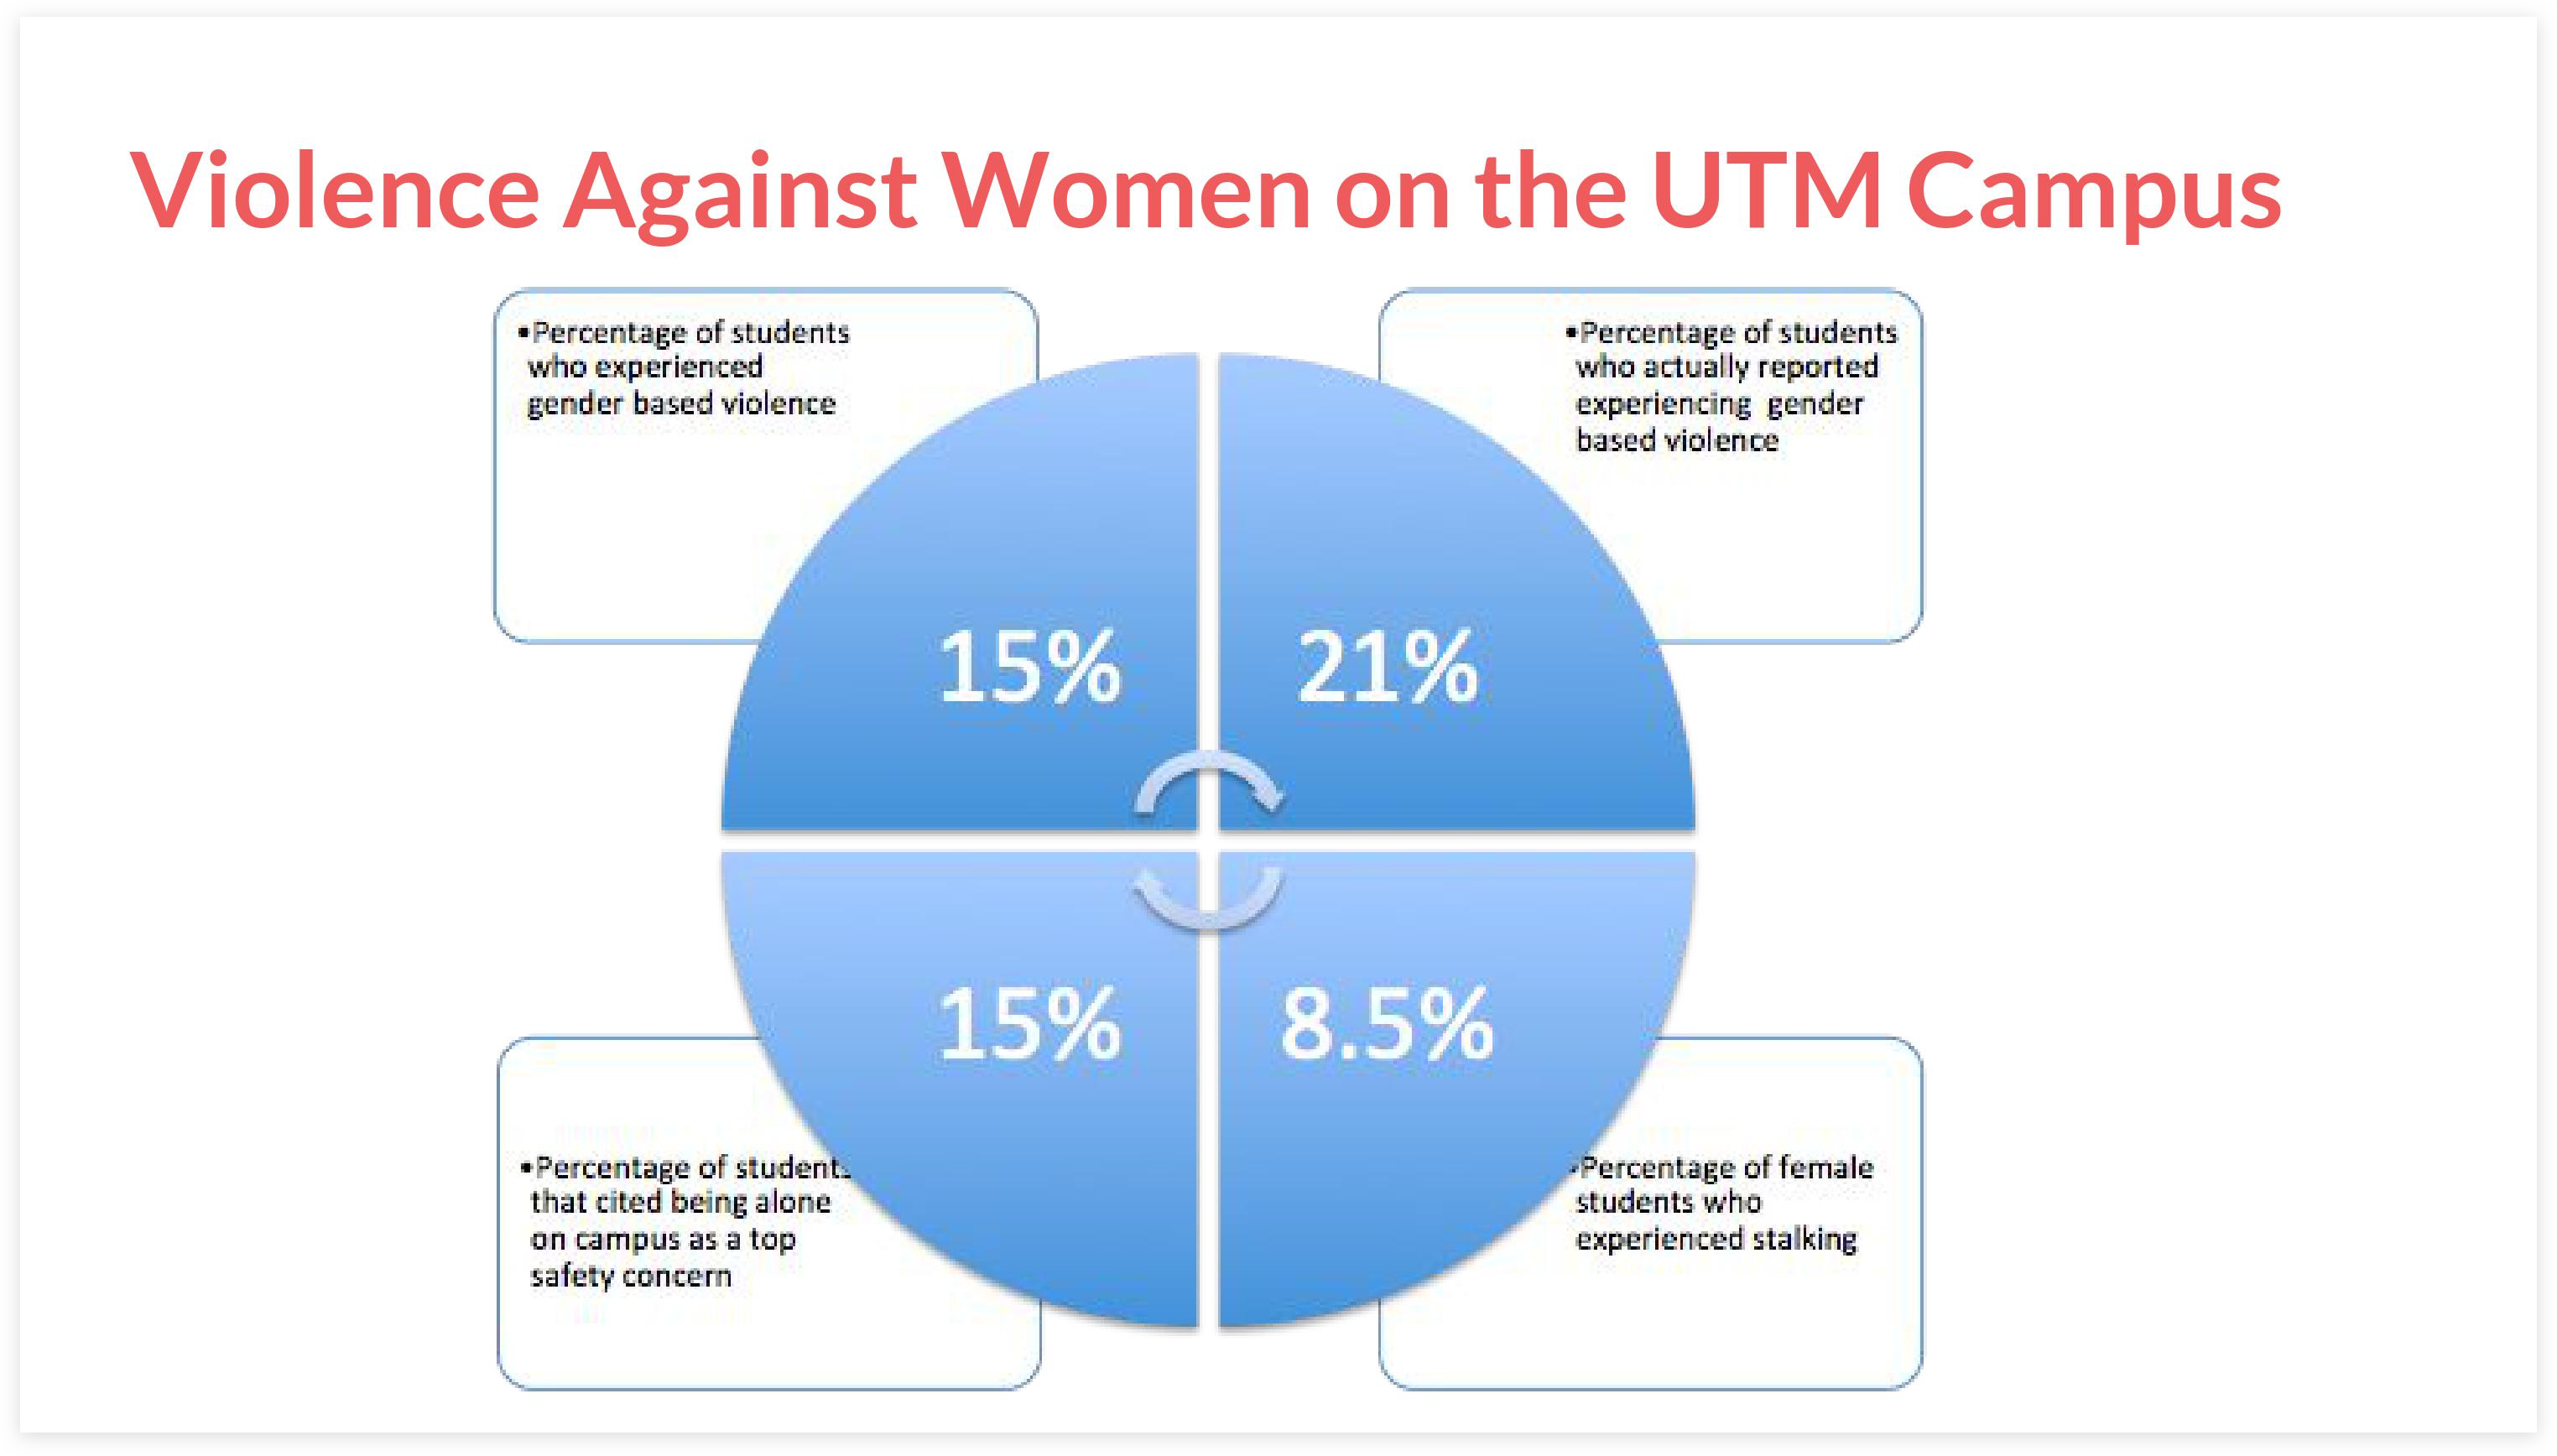 Violence Against Women on the UTM Campus
•Percentage of students
who experienced
gender based violence
•Percentage of students
who actually reported
experiencing gender
based violence
15%
21%
15%
8.5%
•Percentage of students
that cited being alone
on campus as a top
safety concern
•Percentage of female
students who
experienced stalking